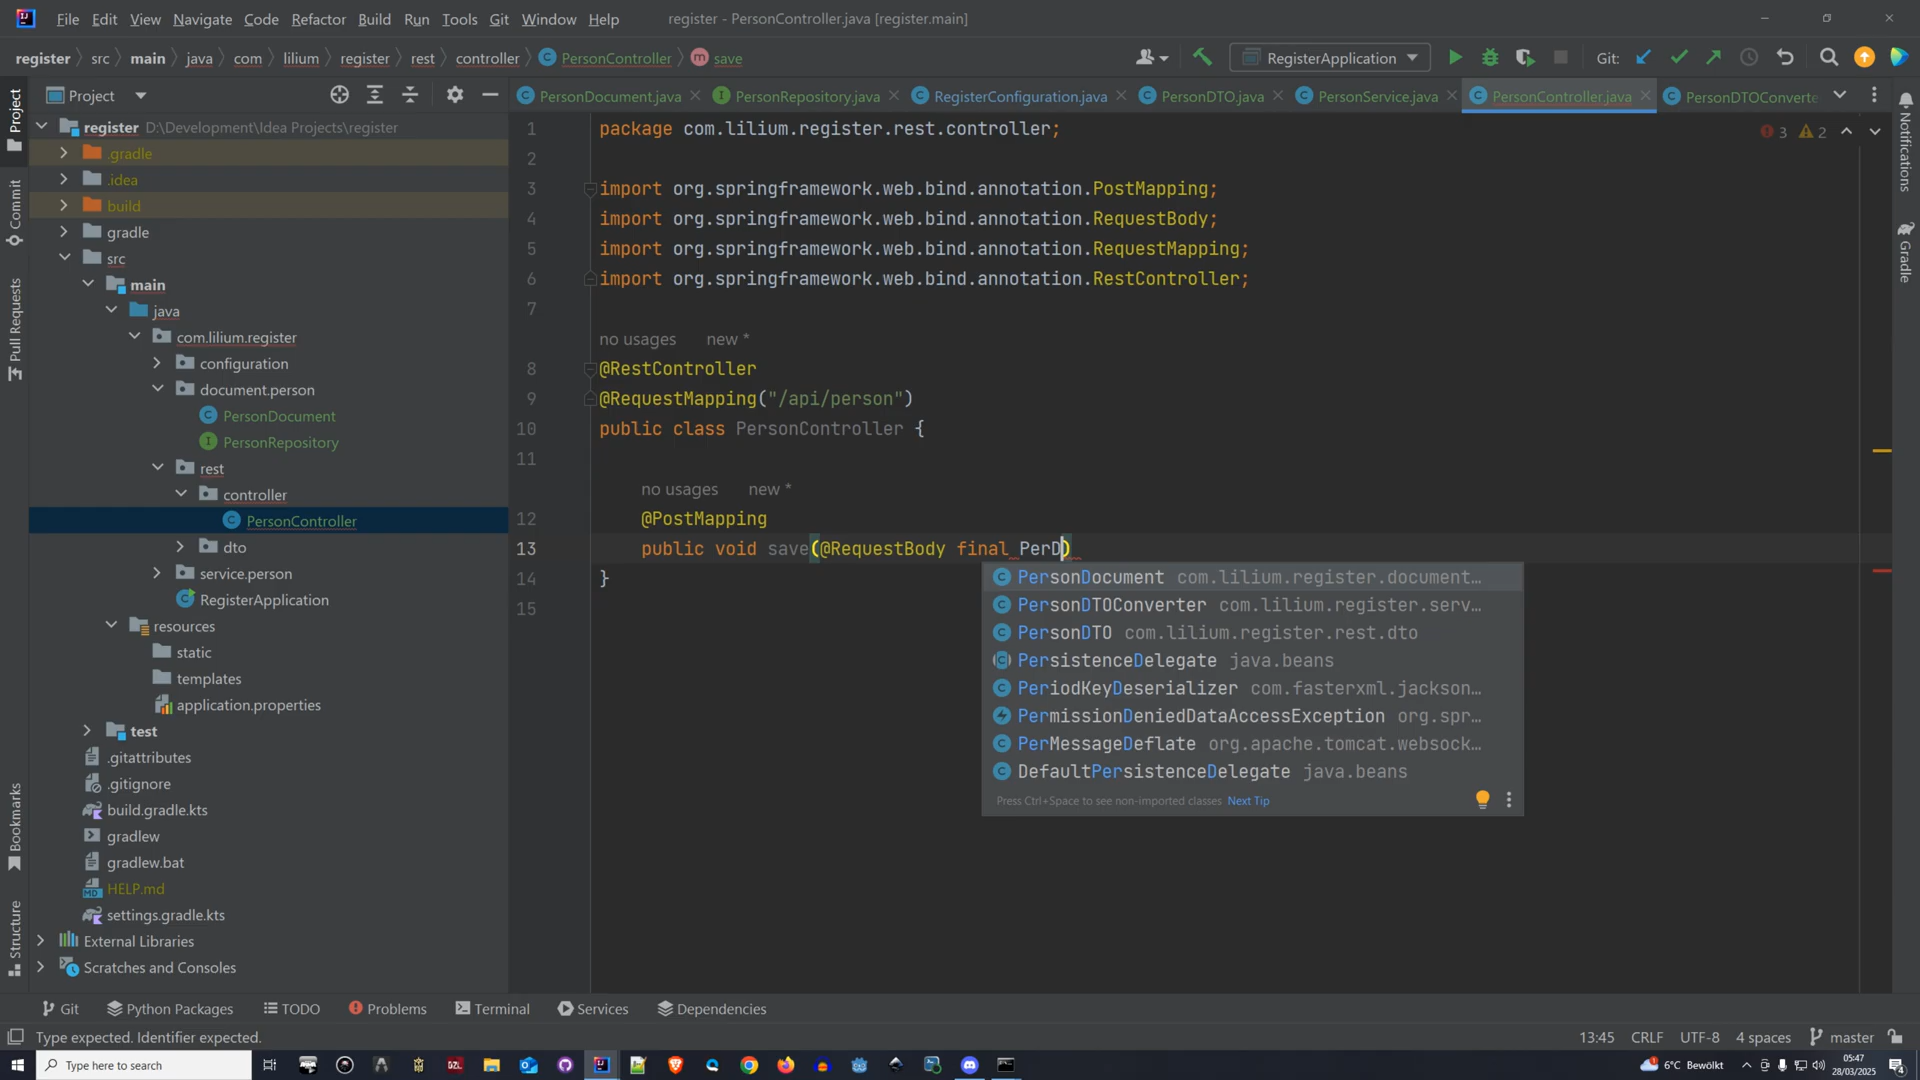 File Edit View Navigate Code Refactor Build Run Tools Git Window Help register - PersonController.java [register.main]
register src main java com lilium register rest controller PersonController save RegisterApplication Git:
Project PersonDocument.java PersonRepository.java RegisterConfiguration.java PersonDTO.java PersonService.java PersonController.java PersonDTOConverte
Project
Commit
Pull Requests
Bookmarks
Structure
register D:\Development\Idea Projects\register
.gradle
.idea
build
gradle
src
main
java
com.lilium.register
configuration
document.person
PersonDocument
PersonRepository
rest
controller
PersonController
dto
service.person
RegisterApplication
resources
static
templates
application.properties
test
.gitattributes
.gitignore
build.gradle.kts
gradlew
gradlew.bat
HELP.md
settings.gradle.kts
External Libraries
Scratches and Consoles
1 package com.lilium.register.rest.controller;
3 2
2
3 import org.springframework.web.bind.annotation.PostMapping;
4 import org.springframework.web.bind.annotation.RequestBody;
5 import org.springframework.web.bind.annotation.RequestMapping;
6 import org.springframework.web.bind.annotation.RestController;
7
no usages new *
8 @RestController
9 @RequestMapping("/api/person")
10 public class PersonController {
11
no usages new *
12 @PostMapping
13 public void save(@RequestBody final PerD)
14 }
15
PersonDocument com.lilium.register.document...
PersonDTOConverter com.lilium.register.serv...
PersonDTO com.lilium.register.rest.dto
PersistenceDelegate java.beans
PeriodKeyDeserializer com.fasterxml.jackson...
PermissionDeniedDataAccessException org.spr...
PerMessageDeflate org.apache.tomcat.websock...
DefaultPersistenceDelegate java.beans
Press Ctrl+Space to see non-imported classes Next Tip
Notifications
Gradle
Git Python Packages TODO Problems Terminal Services Dependencies
Type expected. Identifier expected. 13:45 CRLF UTF-8 4 spaces master
Type here to search 6°C Bewölkt 05:47
28/03/2025